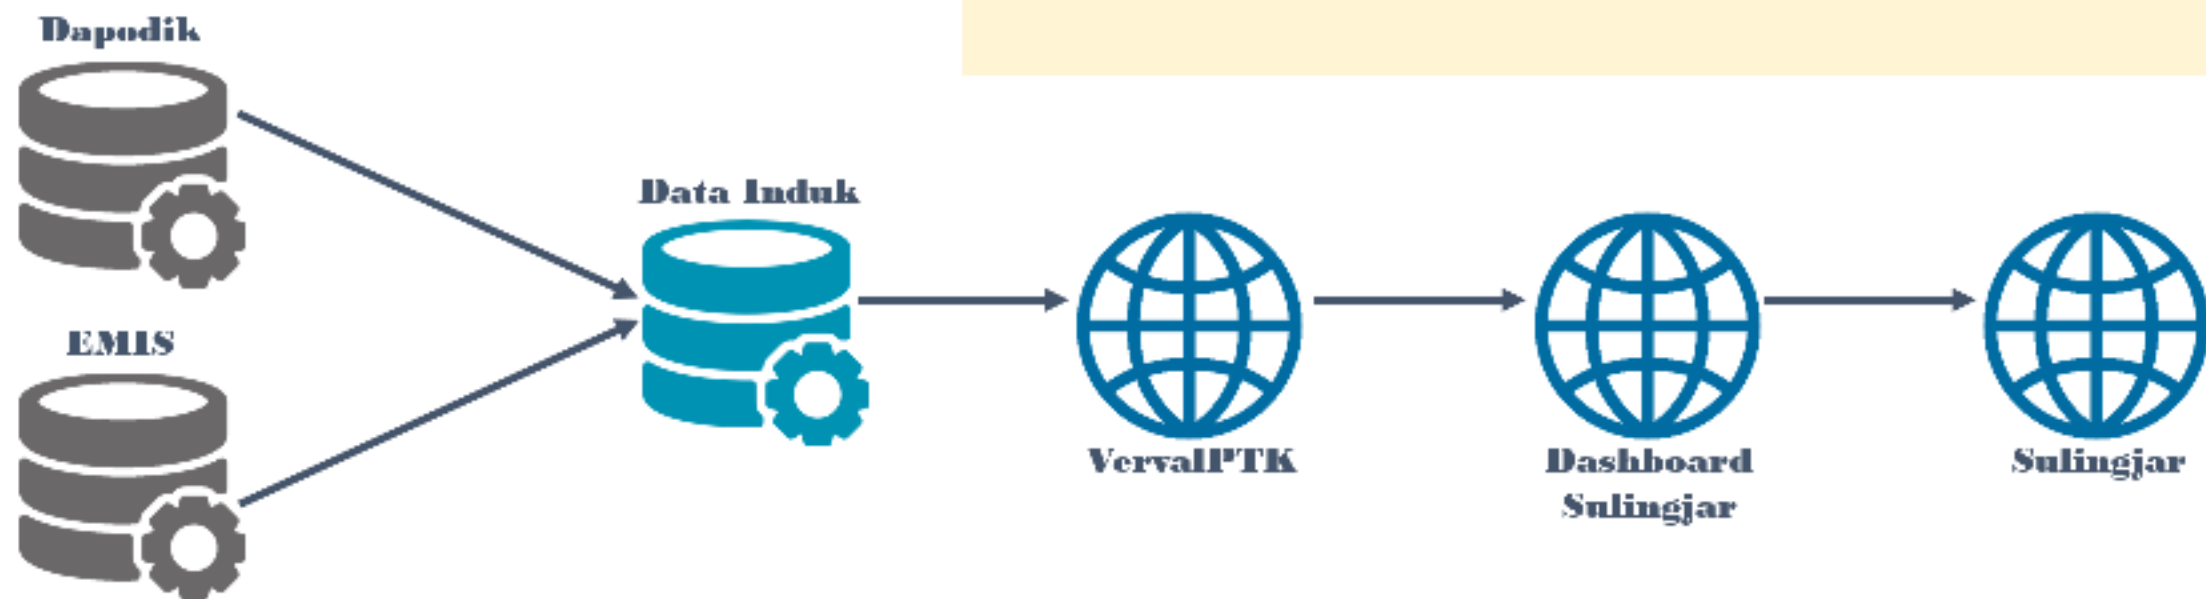 Dapodik
Data Induk
EMIS
VervalPTK
Dashboard
Sulingjar
Sulingjar